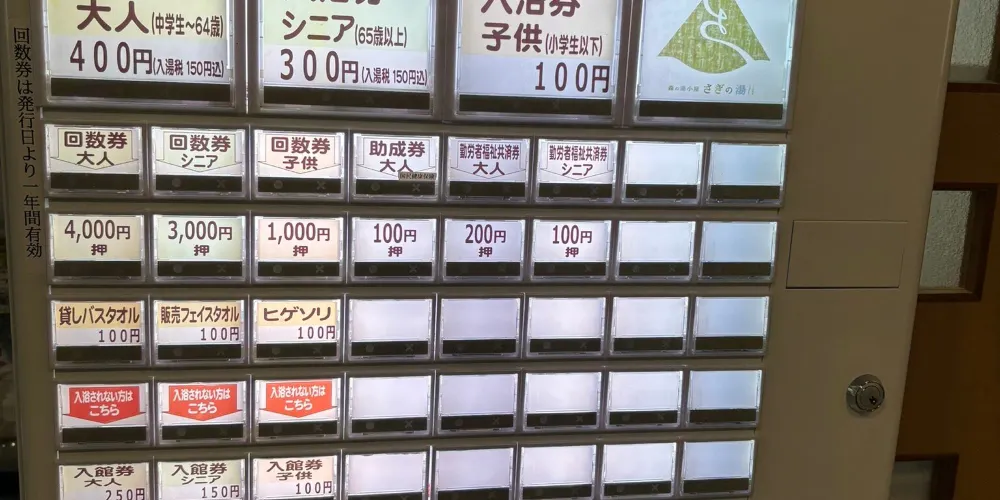 大人(中学生~64歳)
400円(入湯税 150円込)
シニア(65歳以上)
300円(入湯税 150円込)
入浴券
子供(小学生以下)
100円
さぎの湯
回数券は発行日より一年間有効
回数券
大人
回数券
シニア
回数券
子供
助成券
大人
勤労者福祉共済券
大人
勤労者福祉共済券
シニア
4,000円
押
3,000円
押
1,000円
押
100円
押
200円
押
100円
押
貸しバスタオル
100円
販売フェイスタオル
100円
ヒゲソリ
100円
入浴されない方は
こちら
入浴されない方は
こちら
入浴されない方は
こちら
入館券
大人
250円
入館券
シニア
150円
入館券
子供
100円